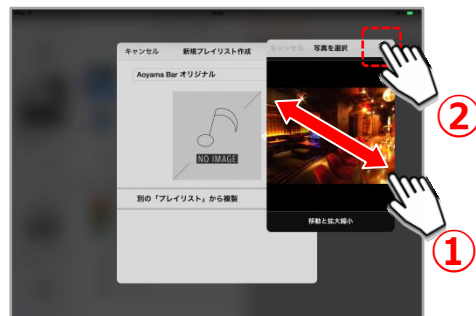 キャンセル 新規プレイリスト作成
キャンセル 写真を選択
Aoyama Bar オリジナル
NO IMAGE
別の「プレイリスト」から複製
移動と拡大縮小
②
①